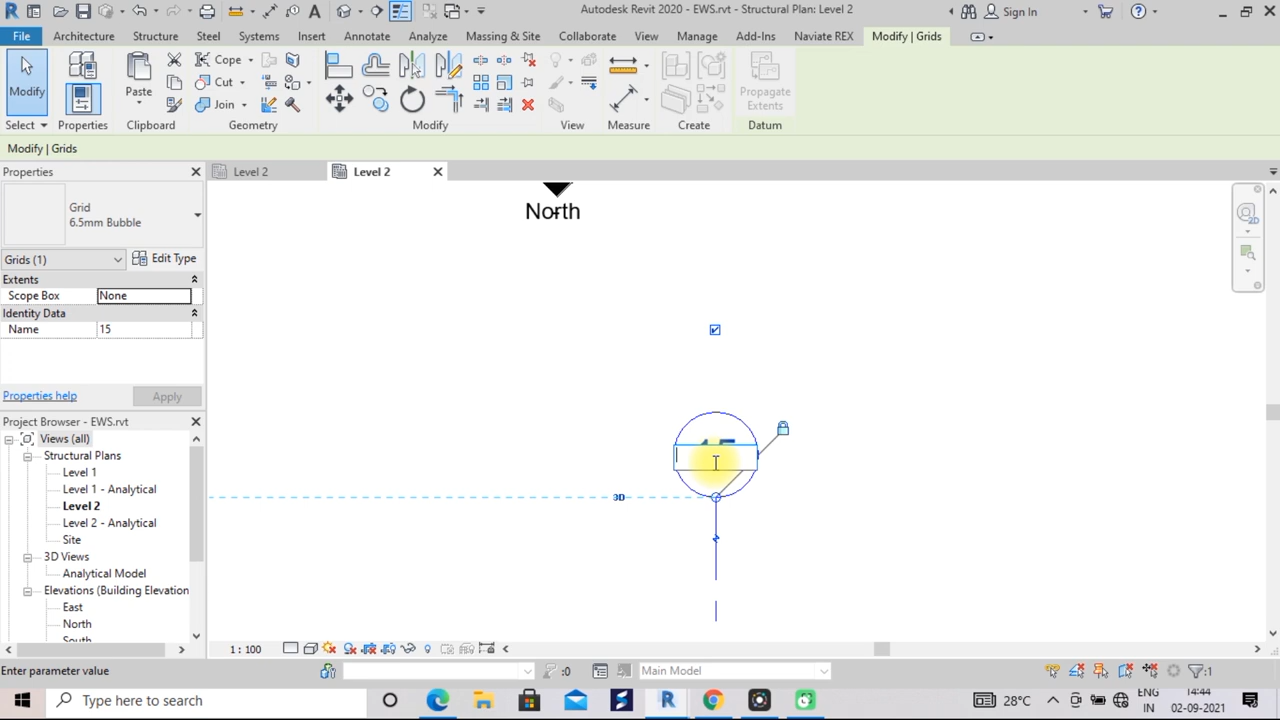 Autodesk Revit 2020 - EWS.rvt - Structural Plan: Level 2
Sign In
File Architecture Structure Steel Systems Insert Annotate Analyze Massing & Site Collaborate View Manage Add-Ins Naviate REX Modify | Grids
Modify
Paste
Cope
Cut
Join
Propagate Extents
Select Properties Clipboard Geometry Modify View Measure Create Datum
Modify | Grids
Properties
Level 2
Level 2
Grid
6.5mm Bubble
Grids (1)
Edit Type
Extents
Scope Box None
Identity Data
Name 15
Properties help
Apply
Project Browser - EWS.rvt
Views (all)
Structural Plans
Level 1
Level 1 - Analytical
Level 2
Level 2 - Analytical
Site
3D Views
Analytical Model
Elevations (Building Elevation
East
North
South
North
3D
2D
1 : 100
Enter parameter value
:0
Main Model
:1
Type here to search
28°C
ENG
IN
14:44
02-09-2021